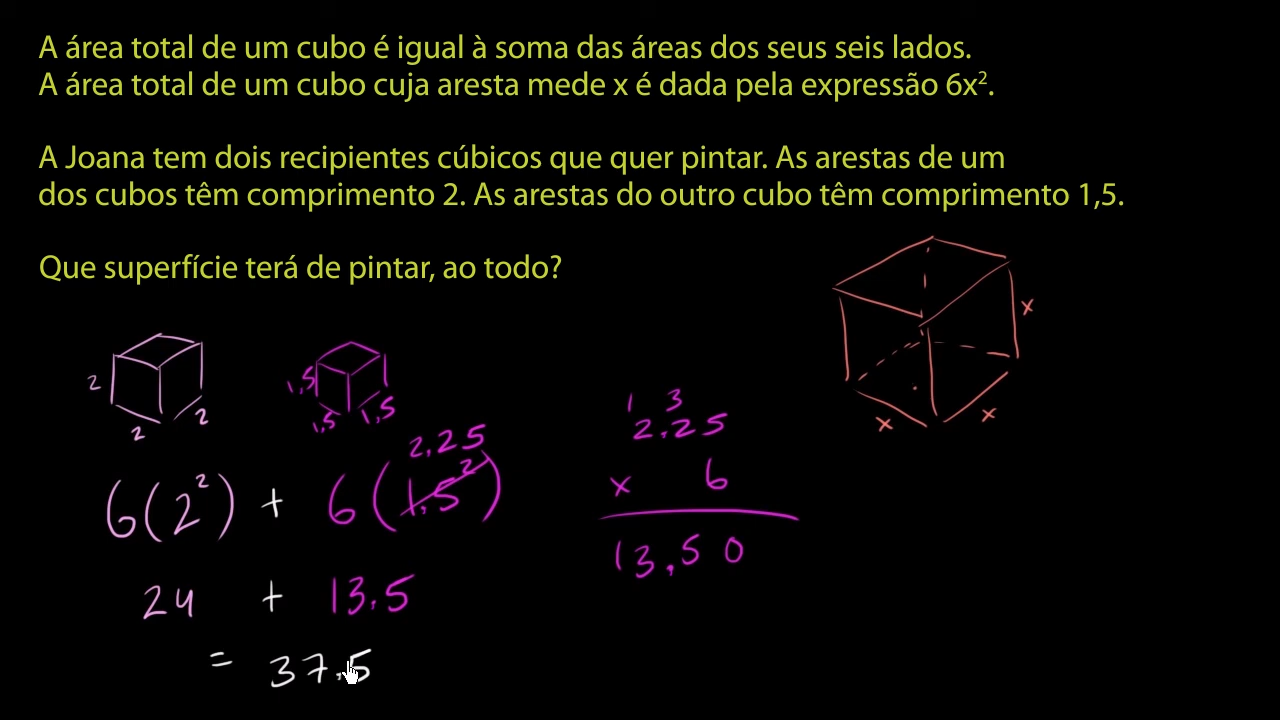 A área total de um cubo é igual à soma das áreas dos seus seis lados.
A área total de um cubo cuja aresta mede x é dada pela expressão 6x².
A Joana tem dois recipientes cúbicos que quer pintar. As arestas de um
dos cubos têm comprimento 2. As arestas do outro cubo têm comprimento 1,5.
Que superfície terá de pintar, ao todo?
x
x
x
2
2
2
1,5
1,5
1,5
2,25
6(2²) + 6(1,5²)
24 + 13,5
= 37,5
1 3
2,25
x 6
13,50